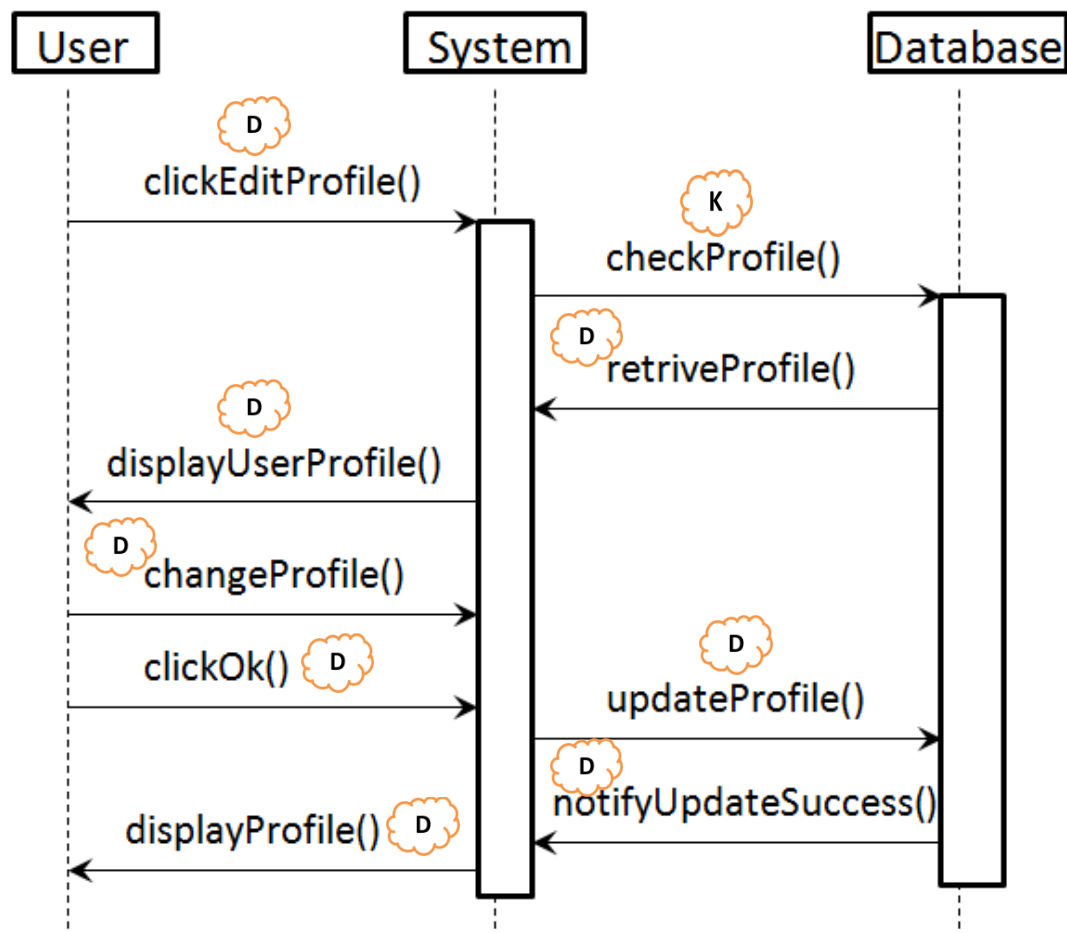 User
System
Database
D
clickEditProfile()
K
checkProfile()
D
retriveProfile()
D
displayUserProfile()
D
changeProfile()
clickOk() D
D
updateProfile()
D
notifyUpdateSuccess()
displayProfile() D